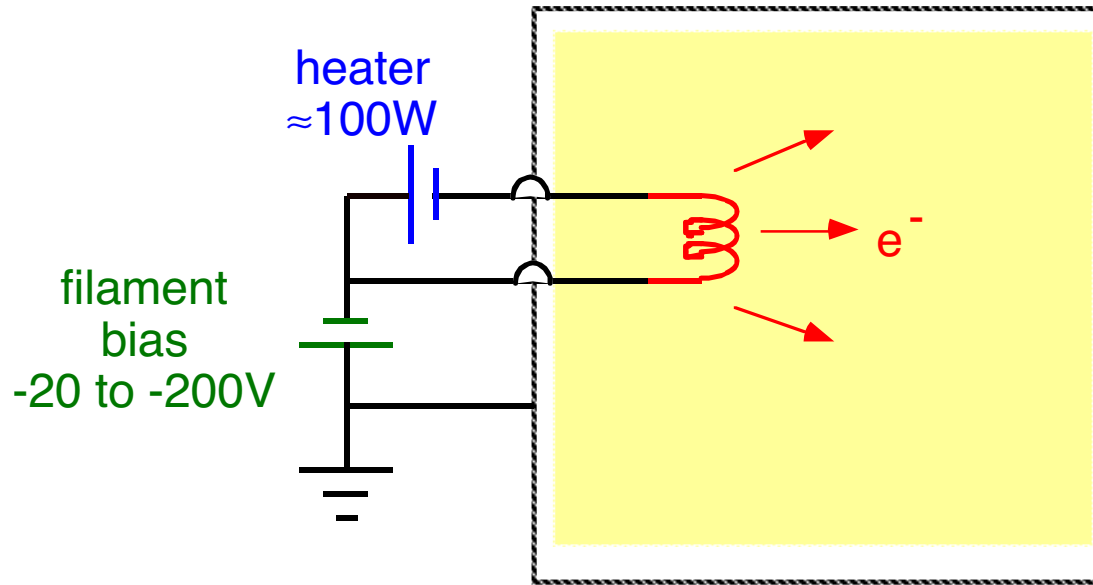 heater
≈100W
filament
bias
-20 to -200V
e-